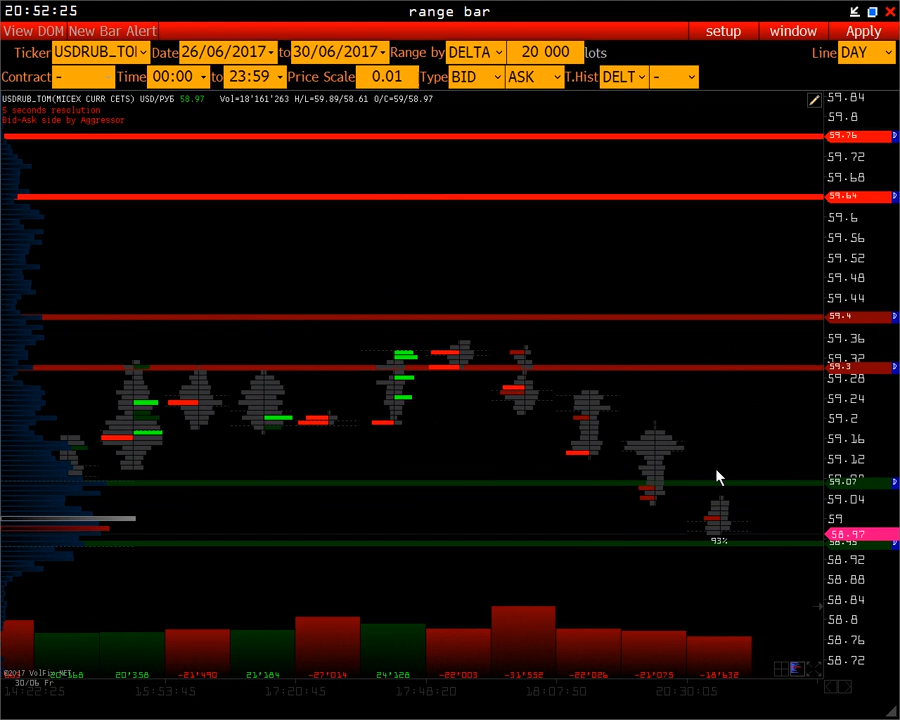 20:52:25 range bar
View DOM New Bar Alert setup window Apply
Ticker USDRUB_TO Date 26/06/2017 to 30/06/2017 Range by DELTA 20 000 lots Line DAY
Contract - Time 00:00 to 23:59 Price Scale 0.01 Type BID ASK T.Hist DELT -
USDRUB_TOM(MICEX CURR CETS) USD/РУБ 58.97 Vol=18'161'263 H/L=59.89/58.61 O/C=59/58.97
5 seconds resolution
Bid-Ask side by Aggressor
59.84
59.8
59.76
59.72
59.68
59.64
59.6
59.56
59.52
59.48
59.44
59.4
59.36
59.32
59.3
59.28
59.24
59.2
59.16
59.12
59.07
59.04
59
58.97
93%
58.92
58.88
58.84
58.8
58.76
58.72
©2017 VolFix.NET
20'358 -21'490 21'184 -27'014 24'128 -22'003 -31'552 -22'026 -21'075 -18'632
30/06 Fr
14:22:25 15:53:45 17:20:45 17:48:20 18:07:50 20:30:05